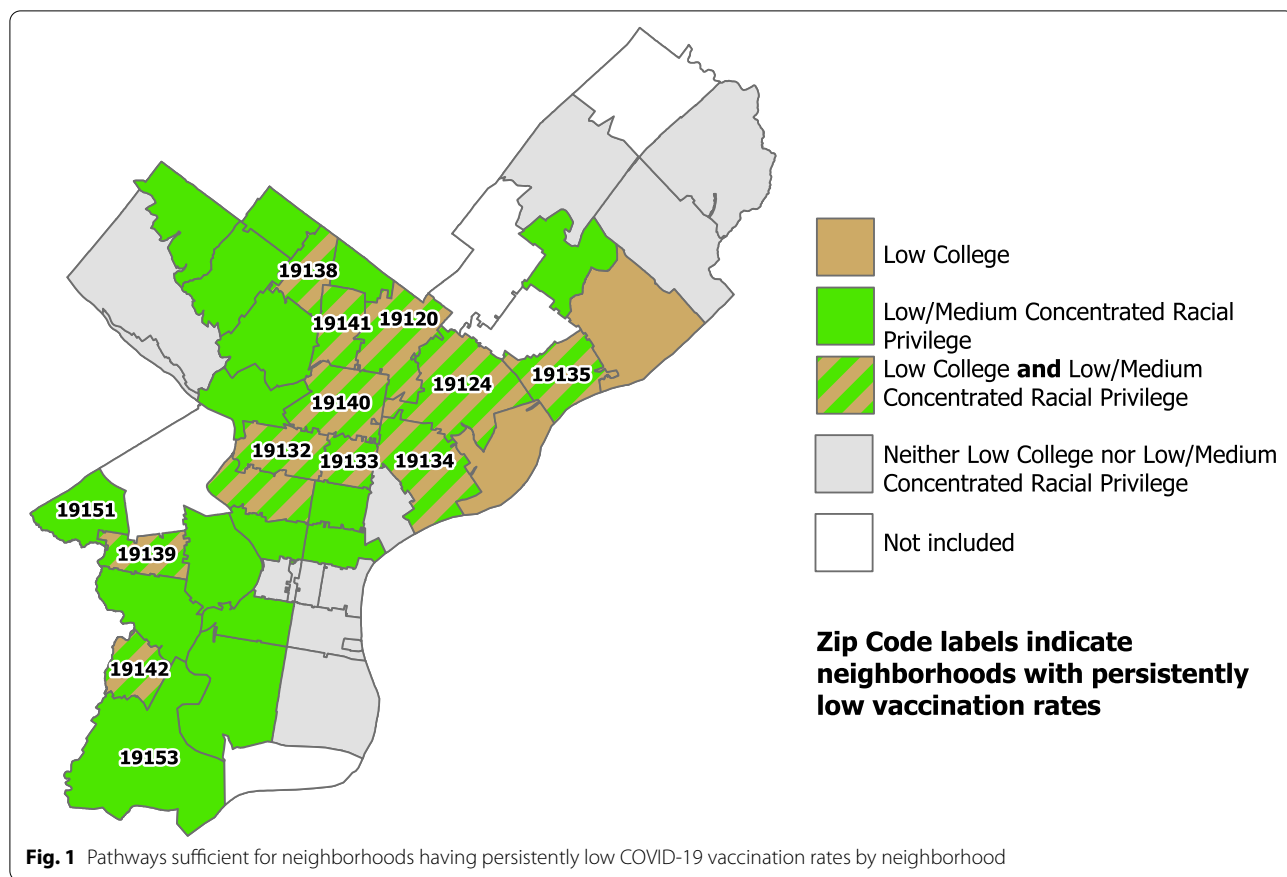 19138
19141
19120
19124
19135
19140
19132
19133
19134
19151
19139
19142
19153
Low College
Low/Medium Concentrated Racial
Privilege
Low College and Low/Medium
Concentrated Racial Privilege
Neither Low College nor Low/Medium
Concentrated Racial Privilege
Not included
Zip Code labels indicate
neighborhoods with persistently
low vaccination rates
Fig. 1 Pathways sufficient for neighborhoods having persistently low COVID-19 vaccination rates by neighborhood